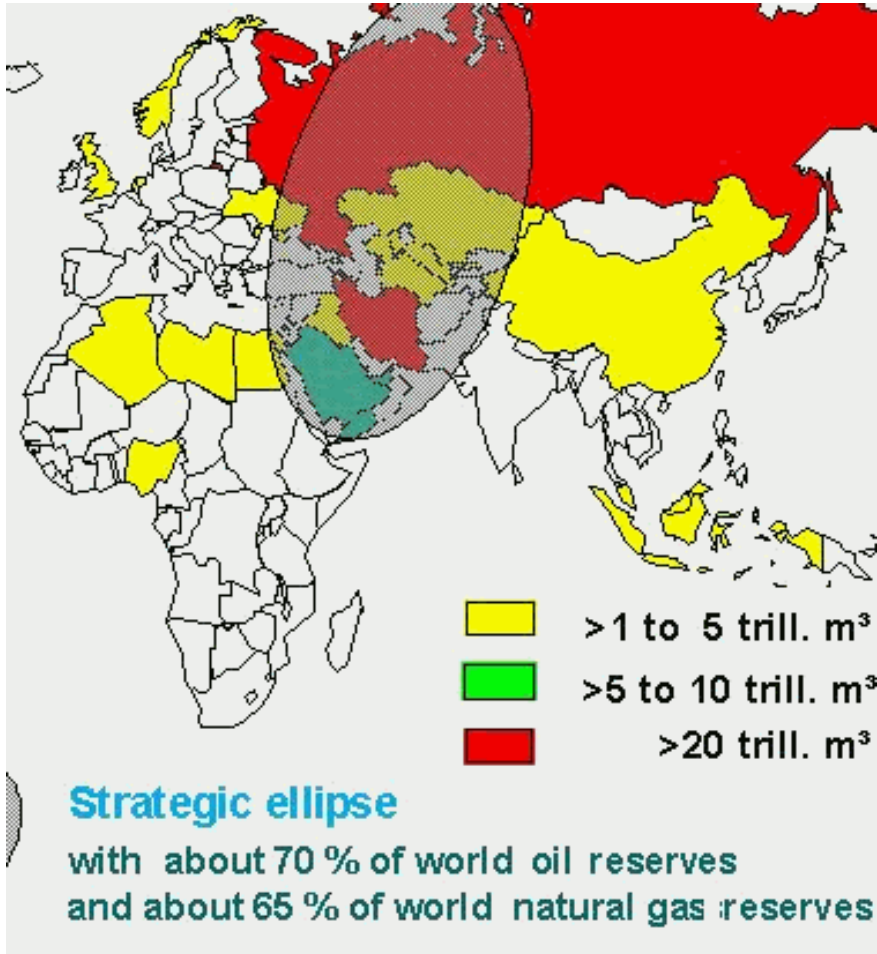 >1 to 5 trill. m³
>5 to 10 trill. m³
>20 trill. m³
Strategic ellipse
with about 70 % of world oil reserves
and about 65 % of world natural gas reserves